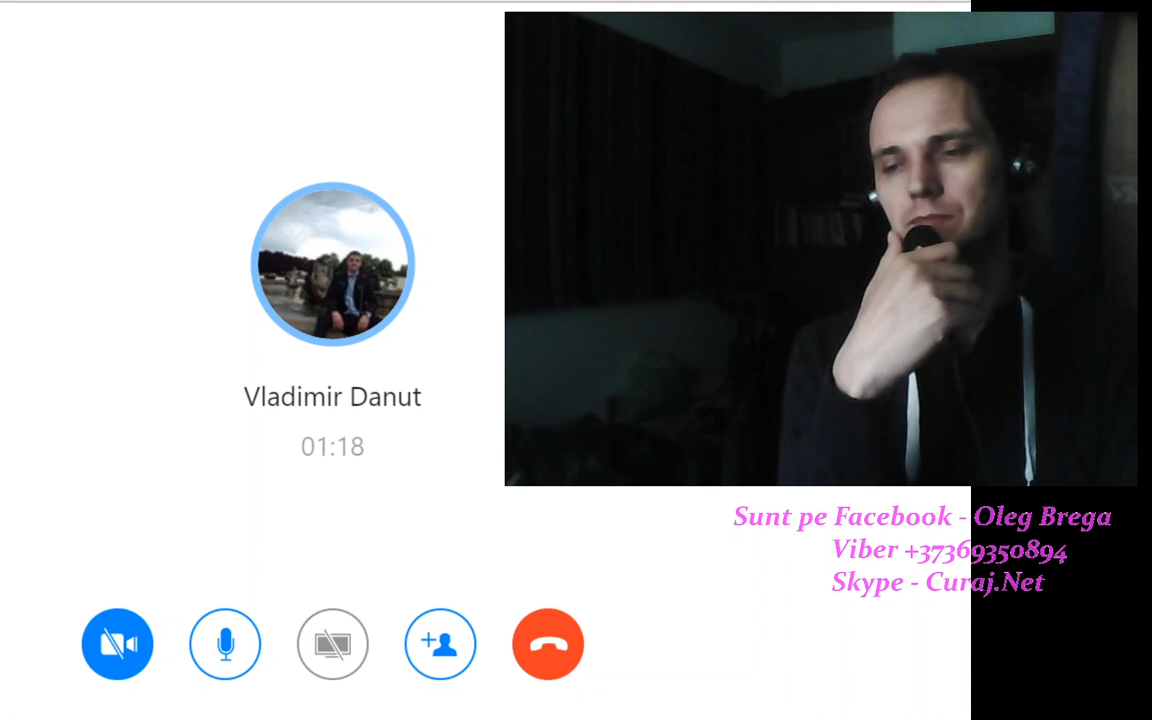 Vladimir Danut
01:18
Sunt pe Facebook - Oleg Brega
Viber +37369350894
Skype - Curaj.Net